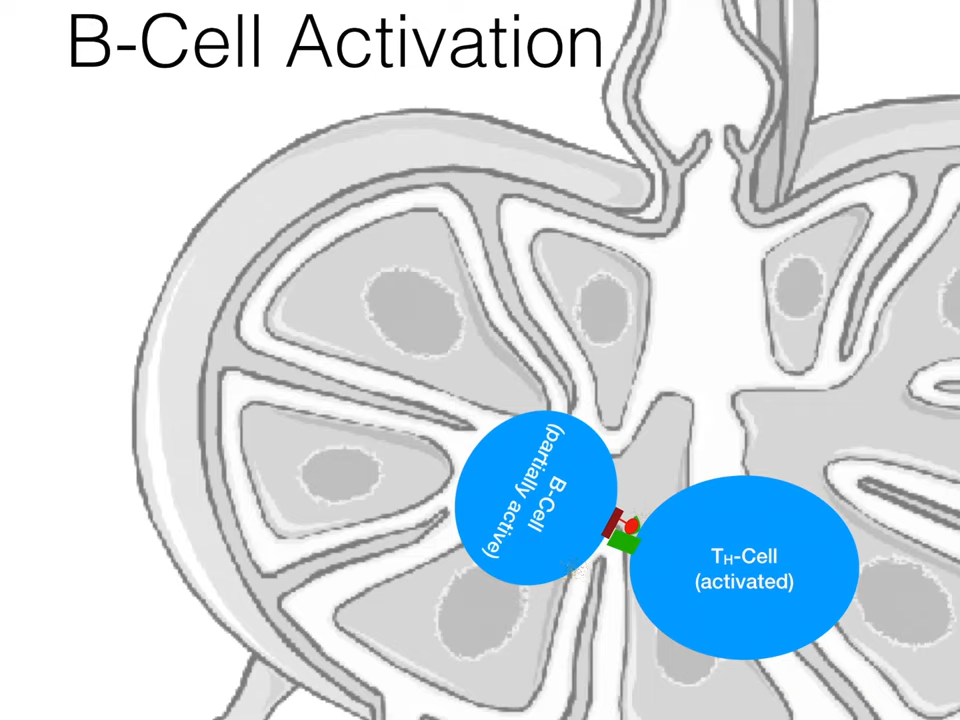 B-Cell Activation
B-Cell
(partially active)
TH-Cell
(activated)